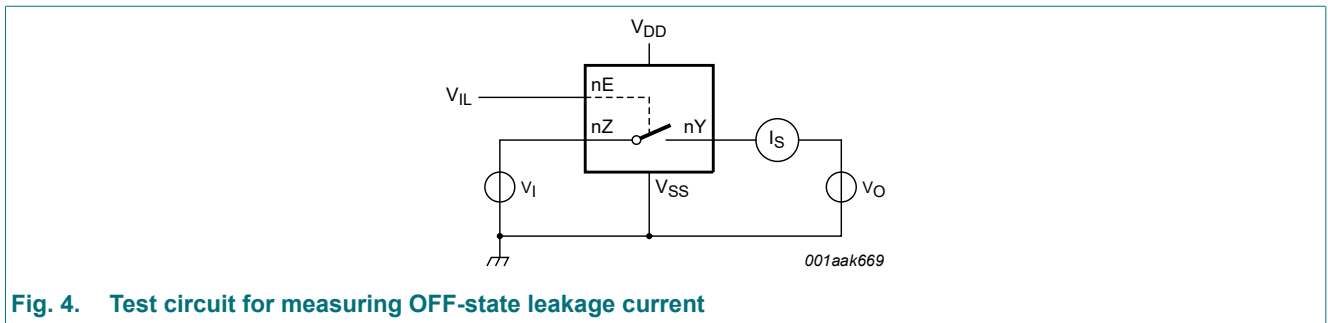 VDD
VIL
nE
nZ
nY
IS
VI
VSS
VO
001aak669
Fig. 4. Test circuit for measuring OFF-state leakage current